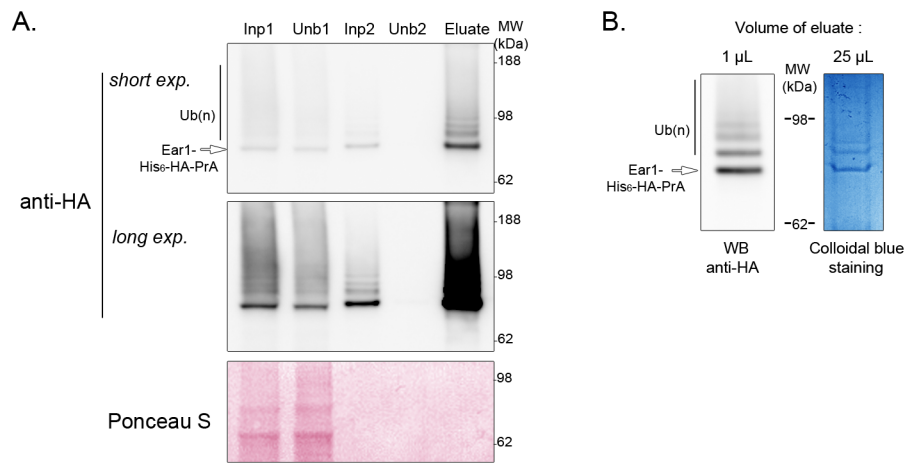 A.
Inp1 Unb1 Inp2 Unb2 Eluate MW
(kDa)
short exp.
188
Ub(n)
98
Ear1-
His6-HA-PrA
62
anti-HA
long exp.
188
98
62
Ponceau S
98
62
B.
Volume of eluate :
1 µL 25 µL
MW
(kDa)
98
Ub(n)
Ear1-
His6-HA-PrA
62
WB
anti-HA
Colloidal blue
staining